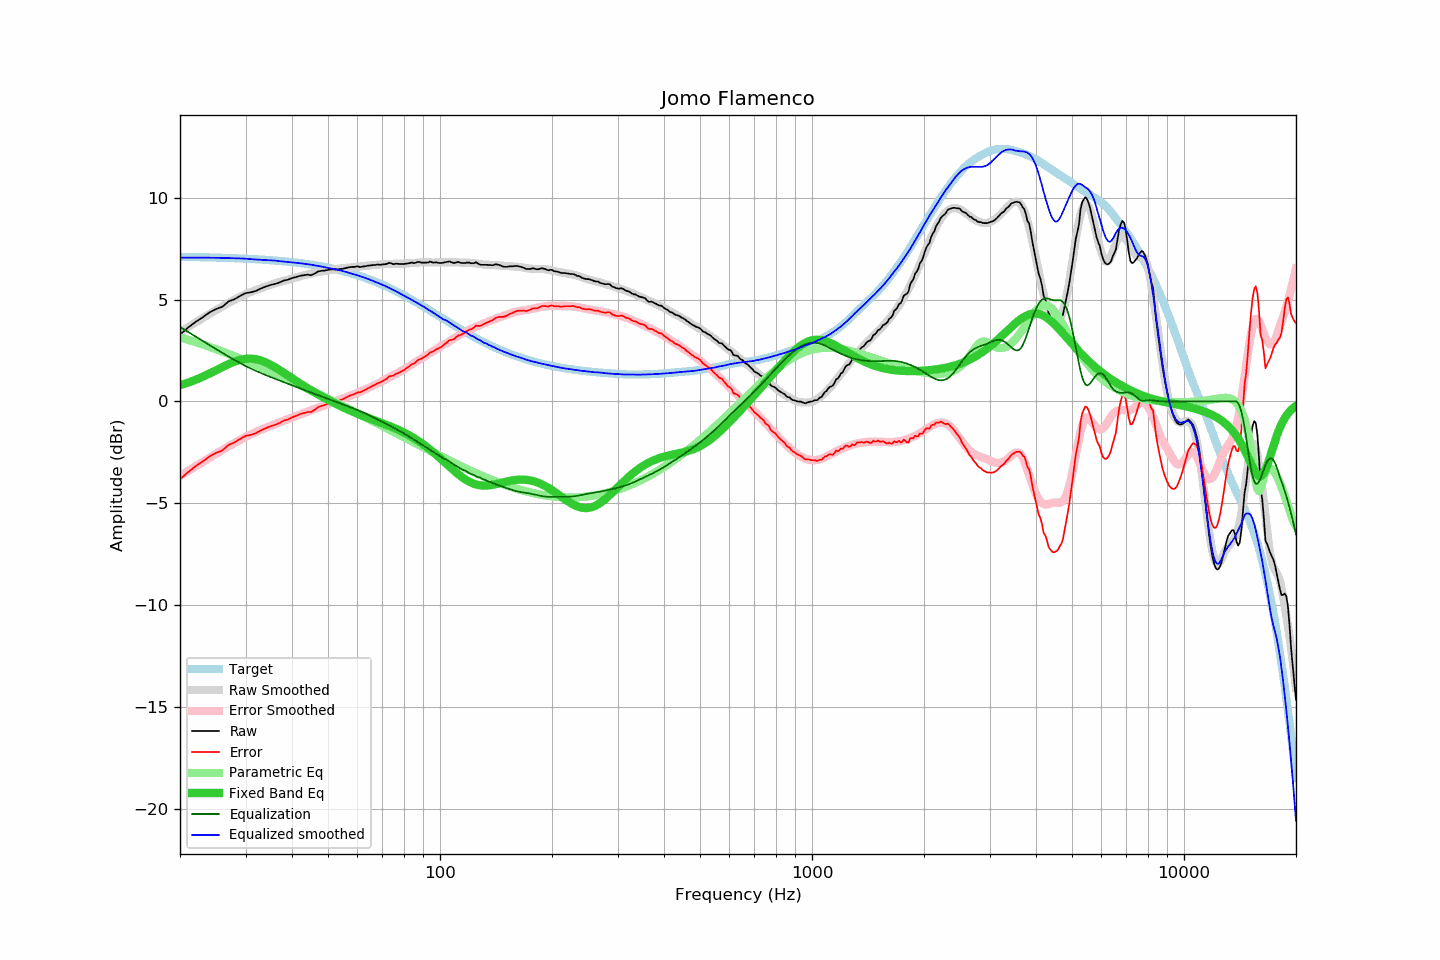 Jomo Flamenco
10
5
0
−5
−10
−15
−20
Amplitude (dBr)
Target
Raw Smoothed
Error Smoothed
Raw
Error
Parametric Eq
Fixed Band Eq
Equalization
Equalized smoothed
100
1000
10000
Frequency (Hz)